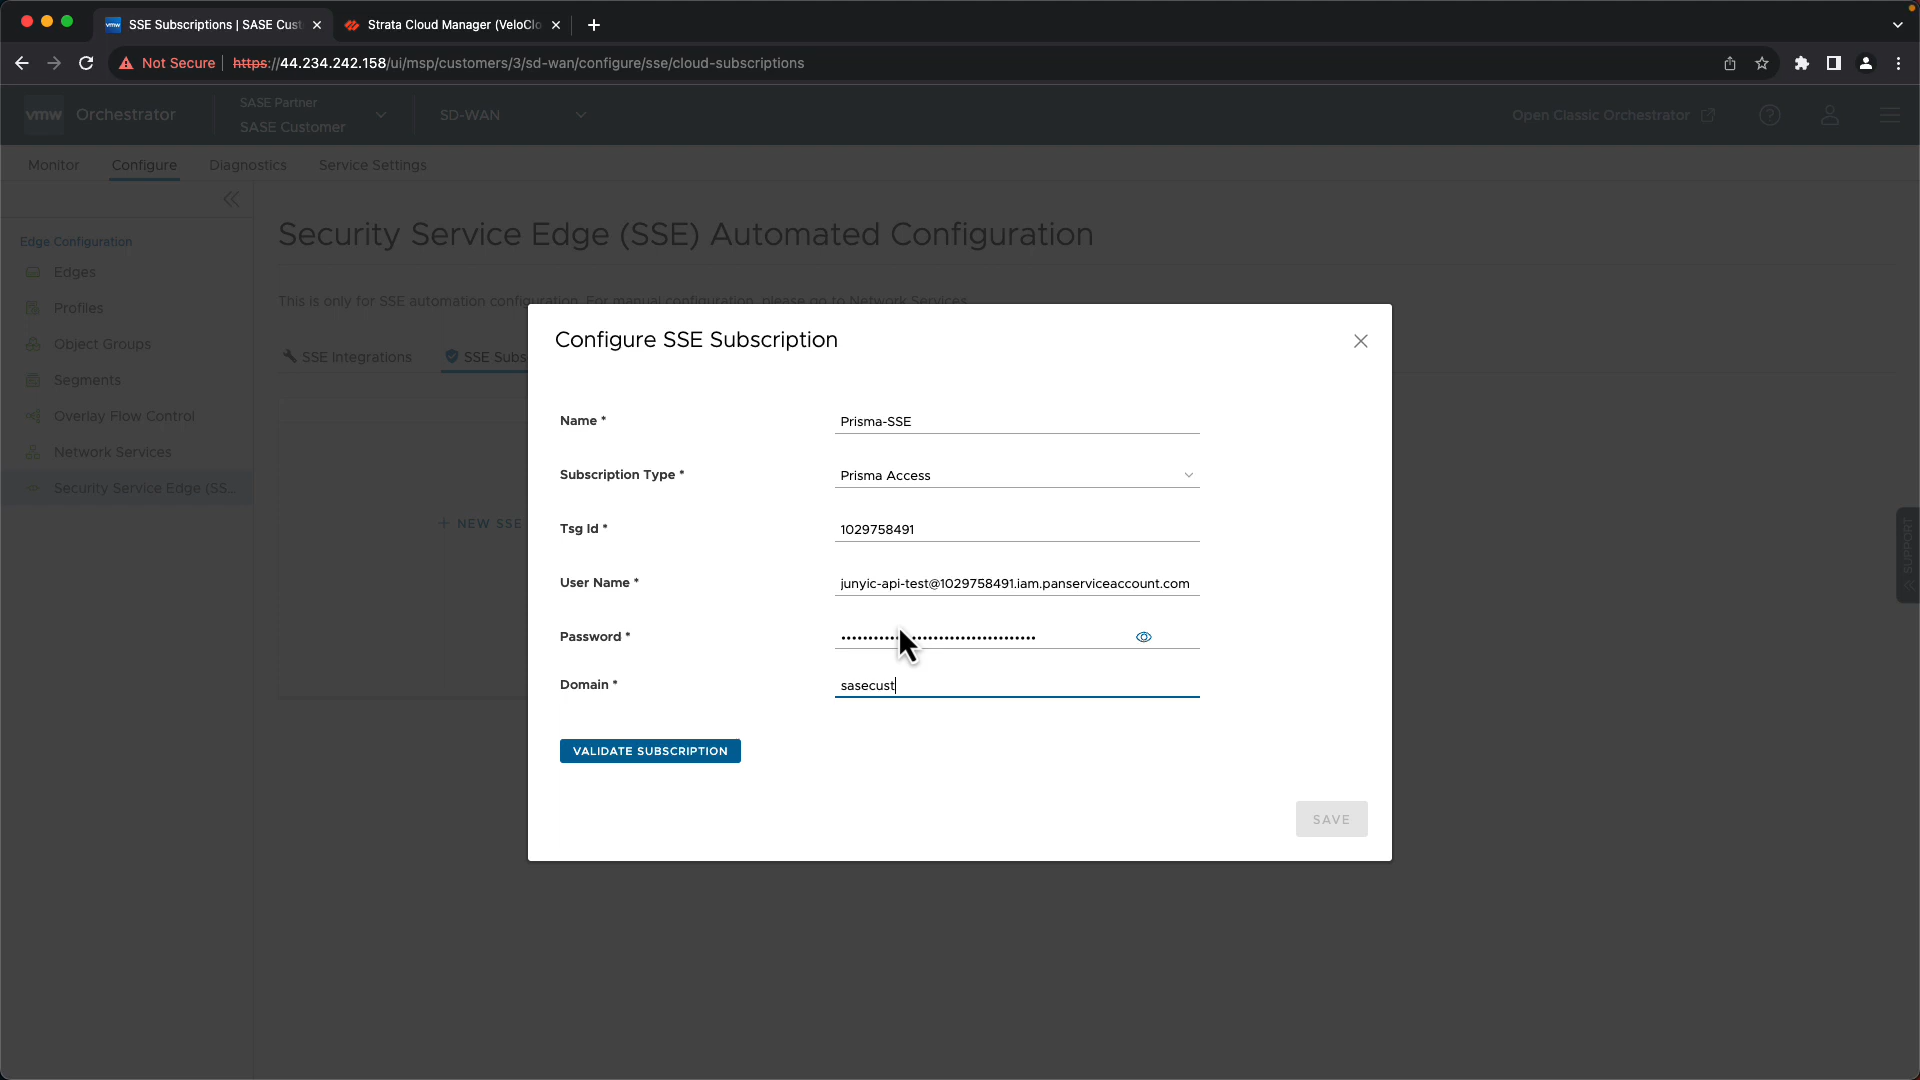 SSE Subscriptions | SASE Cust
Strata Cloud Manager (VeloClo
Not Secure
https://44.234.242.158/ui/msp/customers/3/sd-wan/configure/sse/cloud-subscriptions
vmw Orchestrator
SASE Partner
SASE Customer
SD-WAN
Open Classic Orchestrator
Monitor
Configure
Diagnostics
Service Settings
Edge Configuration
Edges
Profiles
Object Groups
Segments
Overlay Flow Control
Network Services
Security Service Edge (SS...
Security Service Edge (SSE) Automated Configuration
This is only for SSE automation configuration. For manual configuration, please go to Network Services.
SSE Integrations
SSE Subs
+ NEW SSE
SUPPORT
Configure SSE Subscription
Name *
Prisma-SSE
Subscription Type *
Prisma Access
Tsg Id *
1029758491
User Name *
junyic-api-test@1029758491.iam.panserviceaccount.com
Password *
Domain *
sasecust
VALIDATE SUBSCRIPTION
SAVE